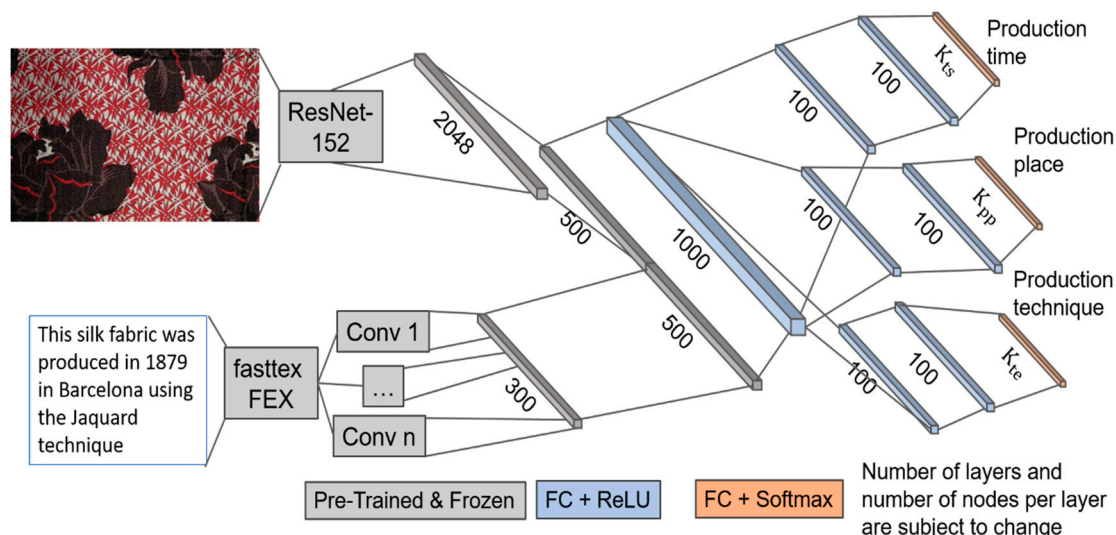 Production
time
K_ts
100
100
ResNet-
152
2048
Production
place
K_pp
100
100
500
1000
500
Production
technique
K_te
100
100
This silk fabric was
produced in 1879
in Barcelona using
the Jaquard
technique
fasttex
FEX
Conv 1
...
Conv n
300
Pre-Trained & Frozen
FC + ReLU
FC + Softmax
Number of layers and
number of nodes per layer
are subject to change